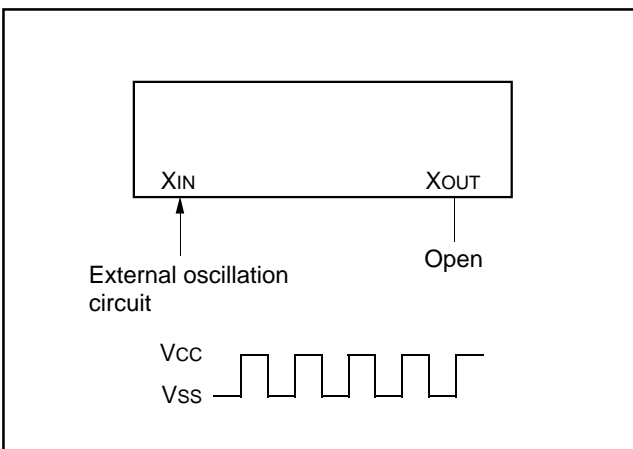 XIN XOUT
External oscillation
circuit
Open
VCC
VSS